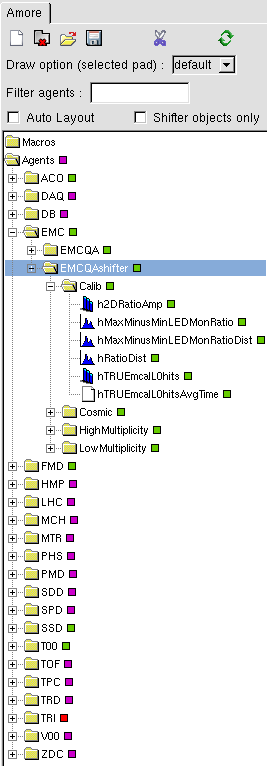 Amore
Draw option (selected pad) : default
Filter agents :
Auto Layout Shifter objects only
Macros
Agents
ACO
DAQ
DB
EMC
EMCQA
EMCQAshifter
Calib
h2DRatioAmp
hMaxMinusMinLEDMonRatio
hMaxMinusMinLEDMonRatioDist
hRatioDist
hTRUEmcalL0hits
hTRUEmcalL0hitsAvgTime
Cosmic
HighMultiplicity
LowMultiplicity
FMD
HMP
LHC
MCH
MTR
PHS
PMD
SDD
SPD
SSD
T00
TOF
TPC
TRD
TRI
V00
ZDC